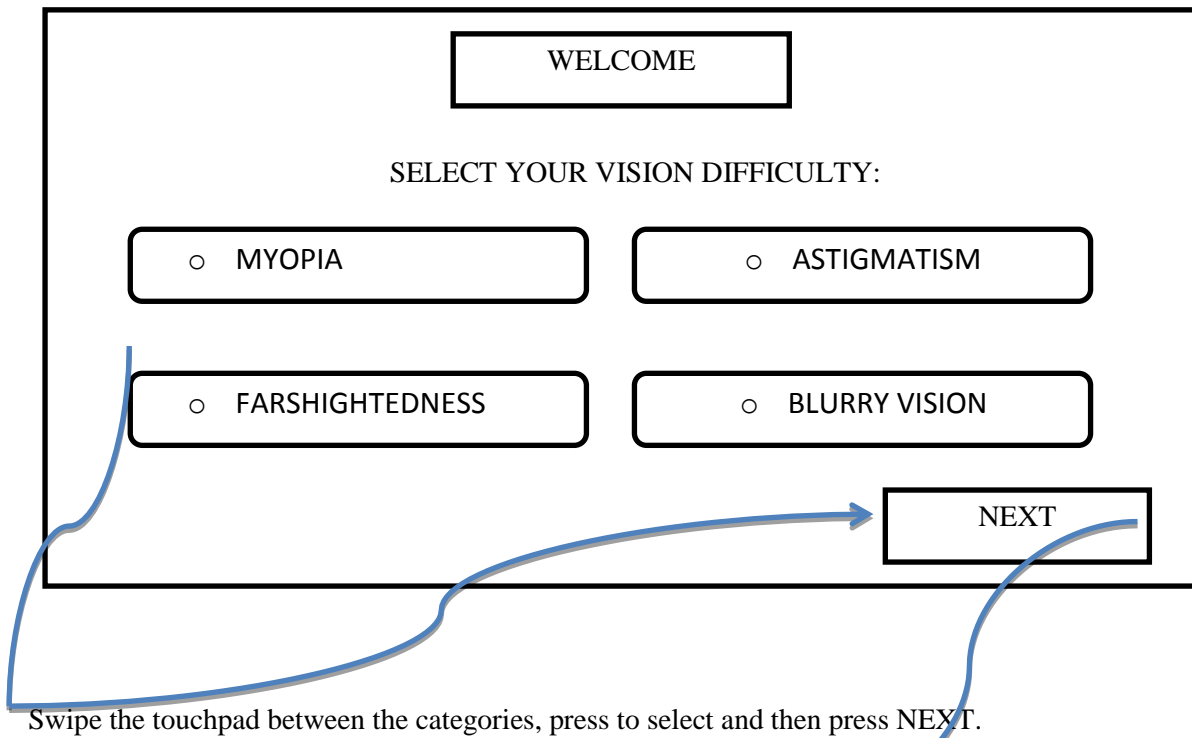 WELCOME
SELECT YOUR VISION DIFFICULTY:
○ MYOPIA
○ ASTIGMATISM
○ FARSHIGHTEDNESS
○ BLURRY VISION
NEXT
Swipe the touchpad between the categories, press to select and then press NEXT.